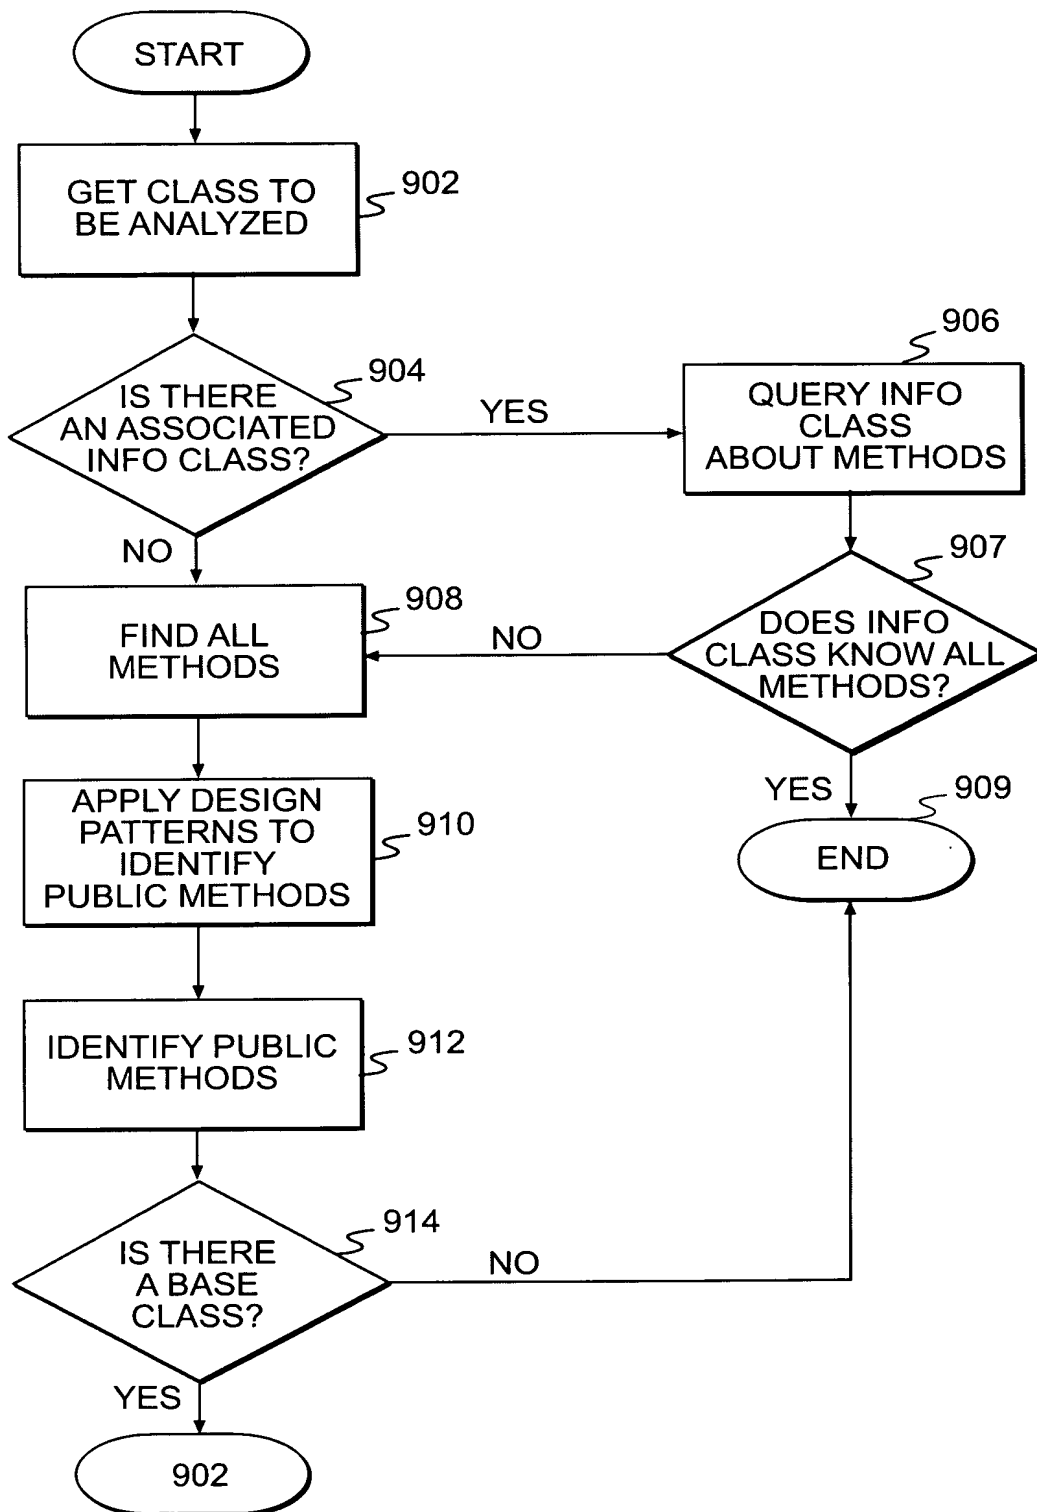 START
GET CLASS TO
BE ANALYZED
902
IS THERE
AN ASSOCIATED
INFO CLASS?
904
YES
906
QUERY INFO
CLASS
ABOUT METHODS
NO
907
DOES INFO
CLASS KNOW ALL
METHODS?
NO
908
FIND ALL
METHODS
YES
909
END
APPLY DESIGN
PATTERNS TO
IDENTIFY
PUBLIC METHODS
910
IDENTIFY PUBLIC
METHODS
912
IS THERE
A BASE
CLASS?
914
NO
YES
902